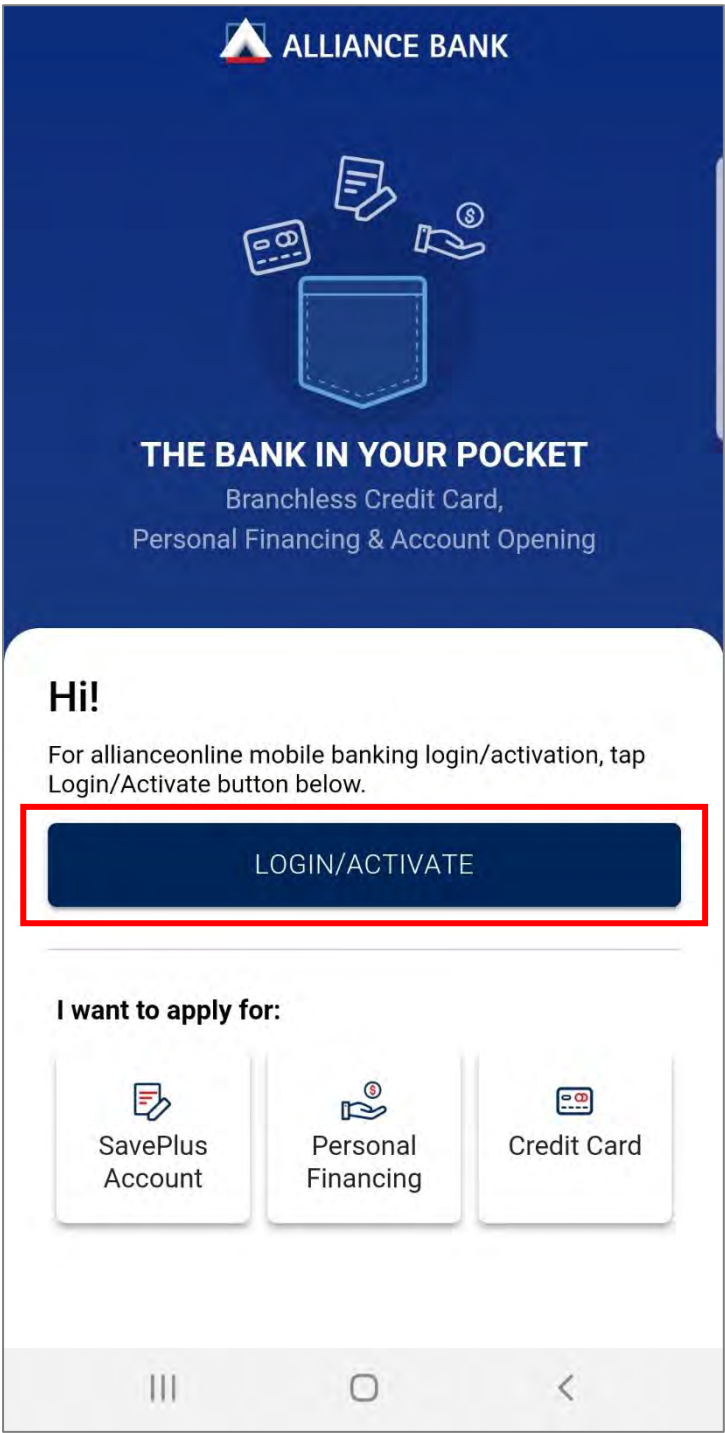 ALLIANCE BANK
THE BANK IN YOUR POCKET
Branchless Credit Card,
Personal Financing & Account Opening
Hi!
For allianceonline mobile banking login/activation, tap
Login/Activate button below.
LOGIN/ACTIVATE
I want to apply for:
SavePlus
Account
Personal
Financing
Credit Card